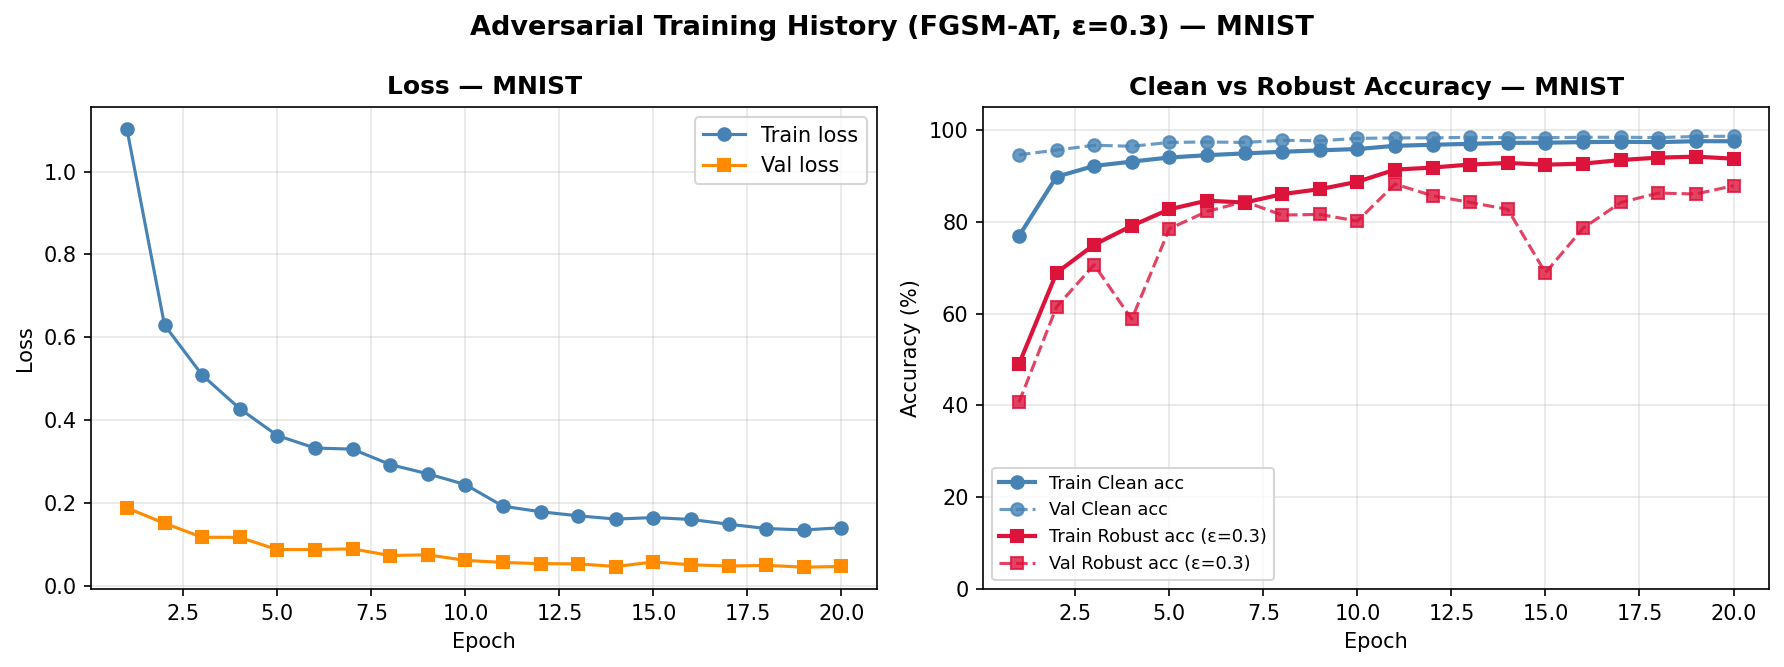 Adversarial Training History (FGSM-AT, ε=0.3) — MNIST
Loss — MNIST
Train loss
Val loss
Loss
1.0
0.8
0.6
0.4
0.2
0.0
2.5 5.0 7.5 10.0 12.5 15.0 17.5 20.0
Epoch
Clean vs Robust Accuracy — MNIST
Accuracy (%)
100
80
60
40
20
0
Train Clean acc
Val Clean acc
Train Robust acc (ε=0.3)
Val Robust acc (ε=0.3)
2.5 5.0 7.5 10.0 12.5 15.0 17.5 20.0
Epoch